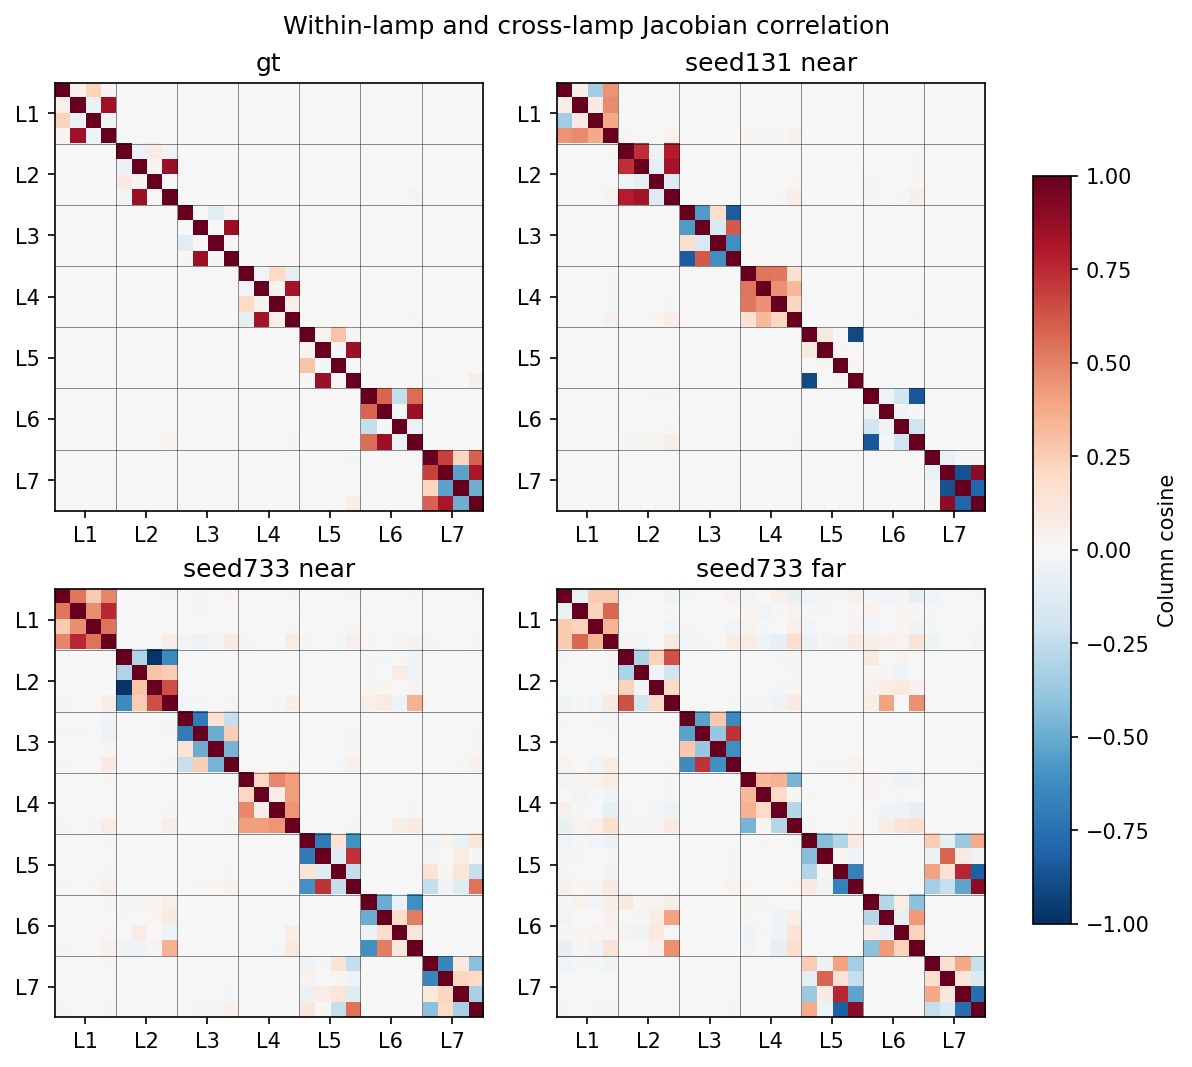 Within-lamp and cross-lamp Jacobian correlation
gt
L1
L2
L3
L4
L5
L6
L7
L1 L2 L3 L4 L5 L6 L7
seed131 near
L1
L2
L3
L4
L5
L6
L7
L1 L2 L3 L4 L5 L6 L7
seed733 near
L1
L2
L3
L4
L5
L6
L7
L1 L2 L3 L4 L5 L6 L7
seed733 far
L1
L2
L3
L4
L5
L6
L7
L1 L2 L3 L4 L5 L6 L7
1.00
0.75
0.50
0.25
0.00
−0.25
−0.50
−0.75
−1.00
Column cosine